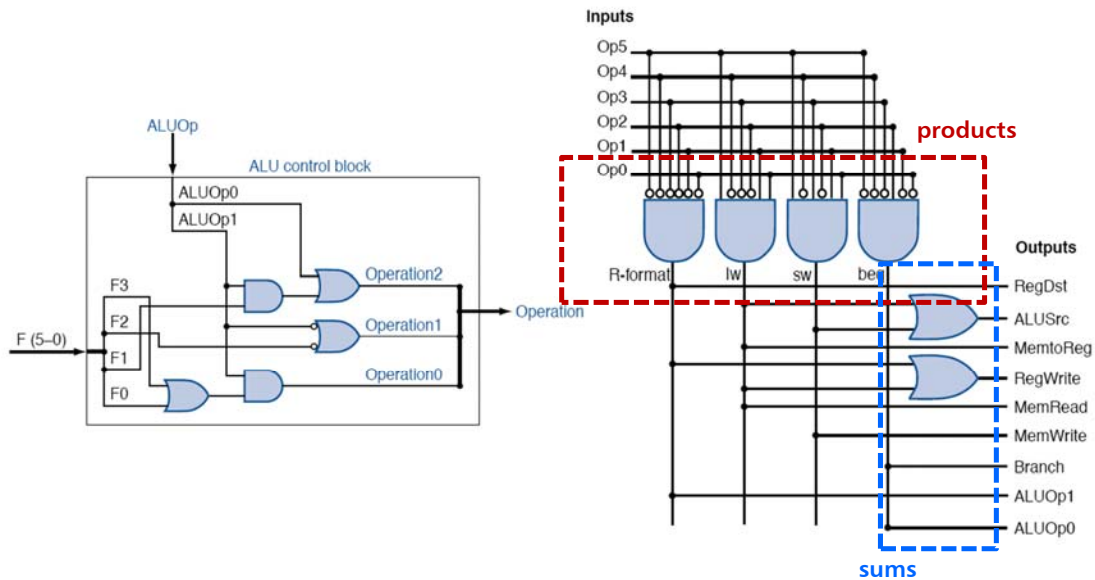 ALUOp
ALU control block
ALUOp0
ALUOp1
Operation2
F3
F2
Operation1
Operation
F (5–0)
F1
Operation0
F0
Inputs
Op5
Op4
Op3
Op2
products
Op1
Op0
Outputs
R-format
lw
sw
beq
RegDst
ALUSrc
MemtoReg
RegWrite
MemRead
MemWrite
Branch
ALUOp1
ALUOp0
sums